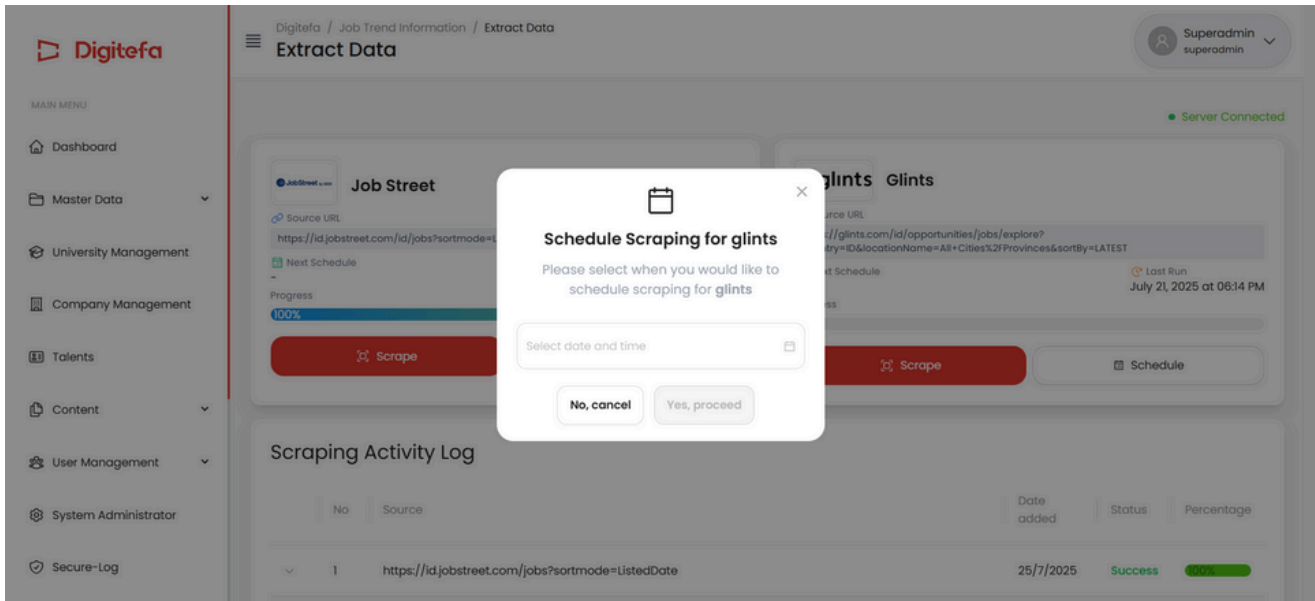 Digitefa
MAIN MENU
Dashboard
Master Data
University Management
Company Management
Talents
Content
User Management
System Administrator
Secure-Log
Digitefa / Job Trend Information / Extract Data
Extract Data
Superadmin
superadmin
Server Connected
JobStreet
Job Street
Source URL
https://id.jobstreet.com/id/jobs?sortmode=L
Next Schedule
-
Progress
100%
Scrape
Schedule Scraping for glints
Please select when you would like to
schedule scraping for glints
Select date and time
No, cancel
Yes, proceed
glints
Glints
urce URL
://glints.com/id/opportunities/jobs/explore?
try=ID&locationName=All+Cities%2FProvinces&sortBy=LATEST
xt Schedule
Last Run
July 21, 2025 at 06:14 PM
ess
Scrape
Schedule
Scraping Activity Log
No
Source
Date
added
Status
Percentage
1
https://id.jobstreet.com/jobs?sortmode=ListedDate
25/7/2025
Success
100%